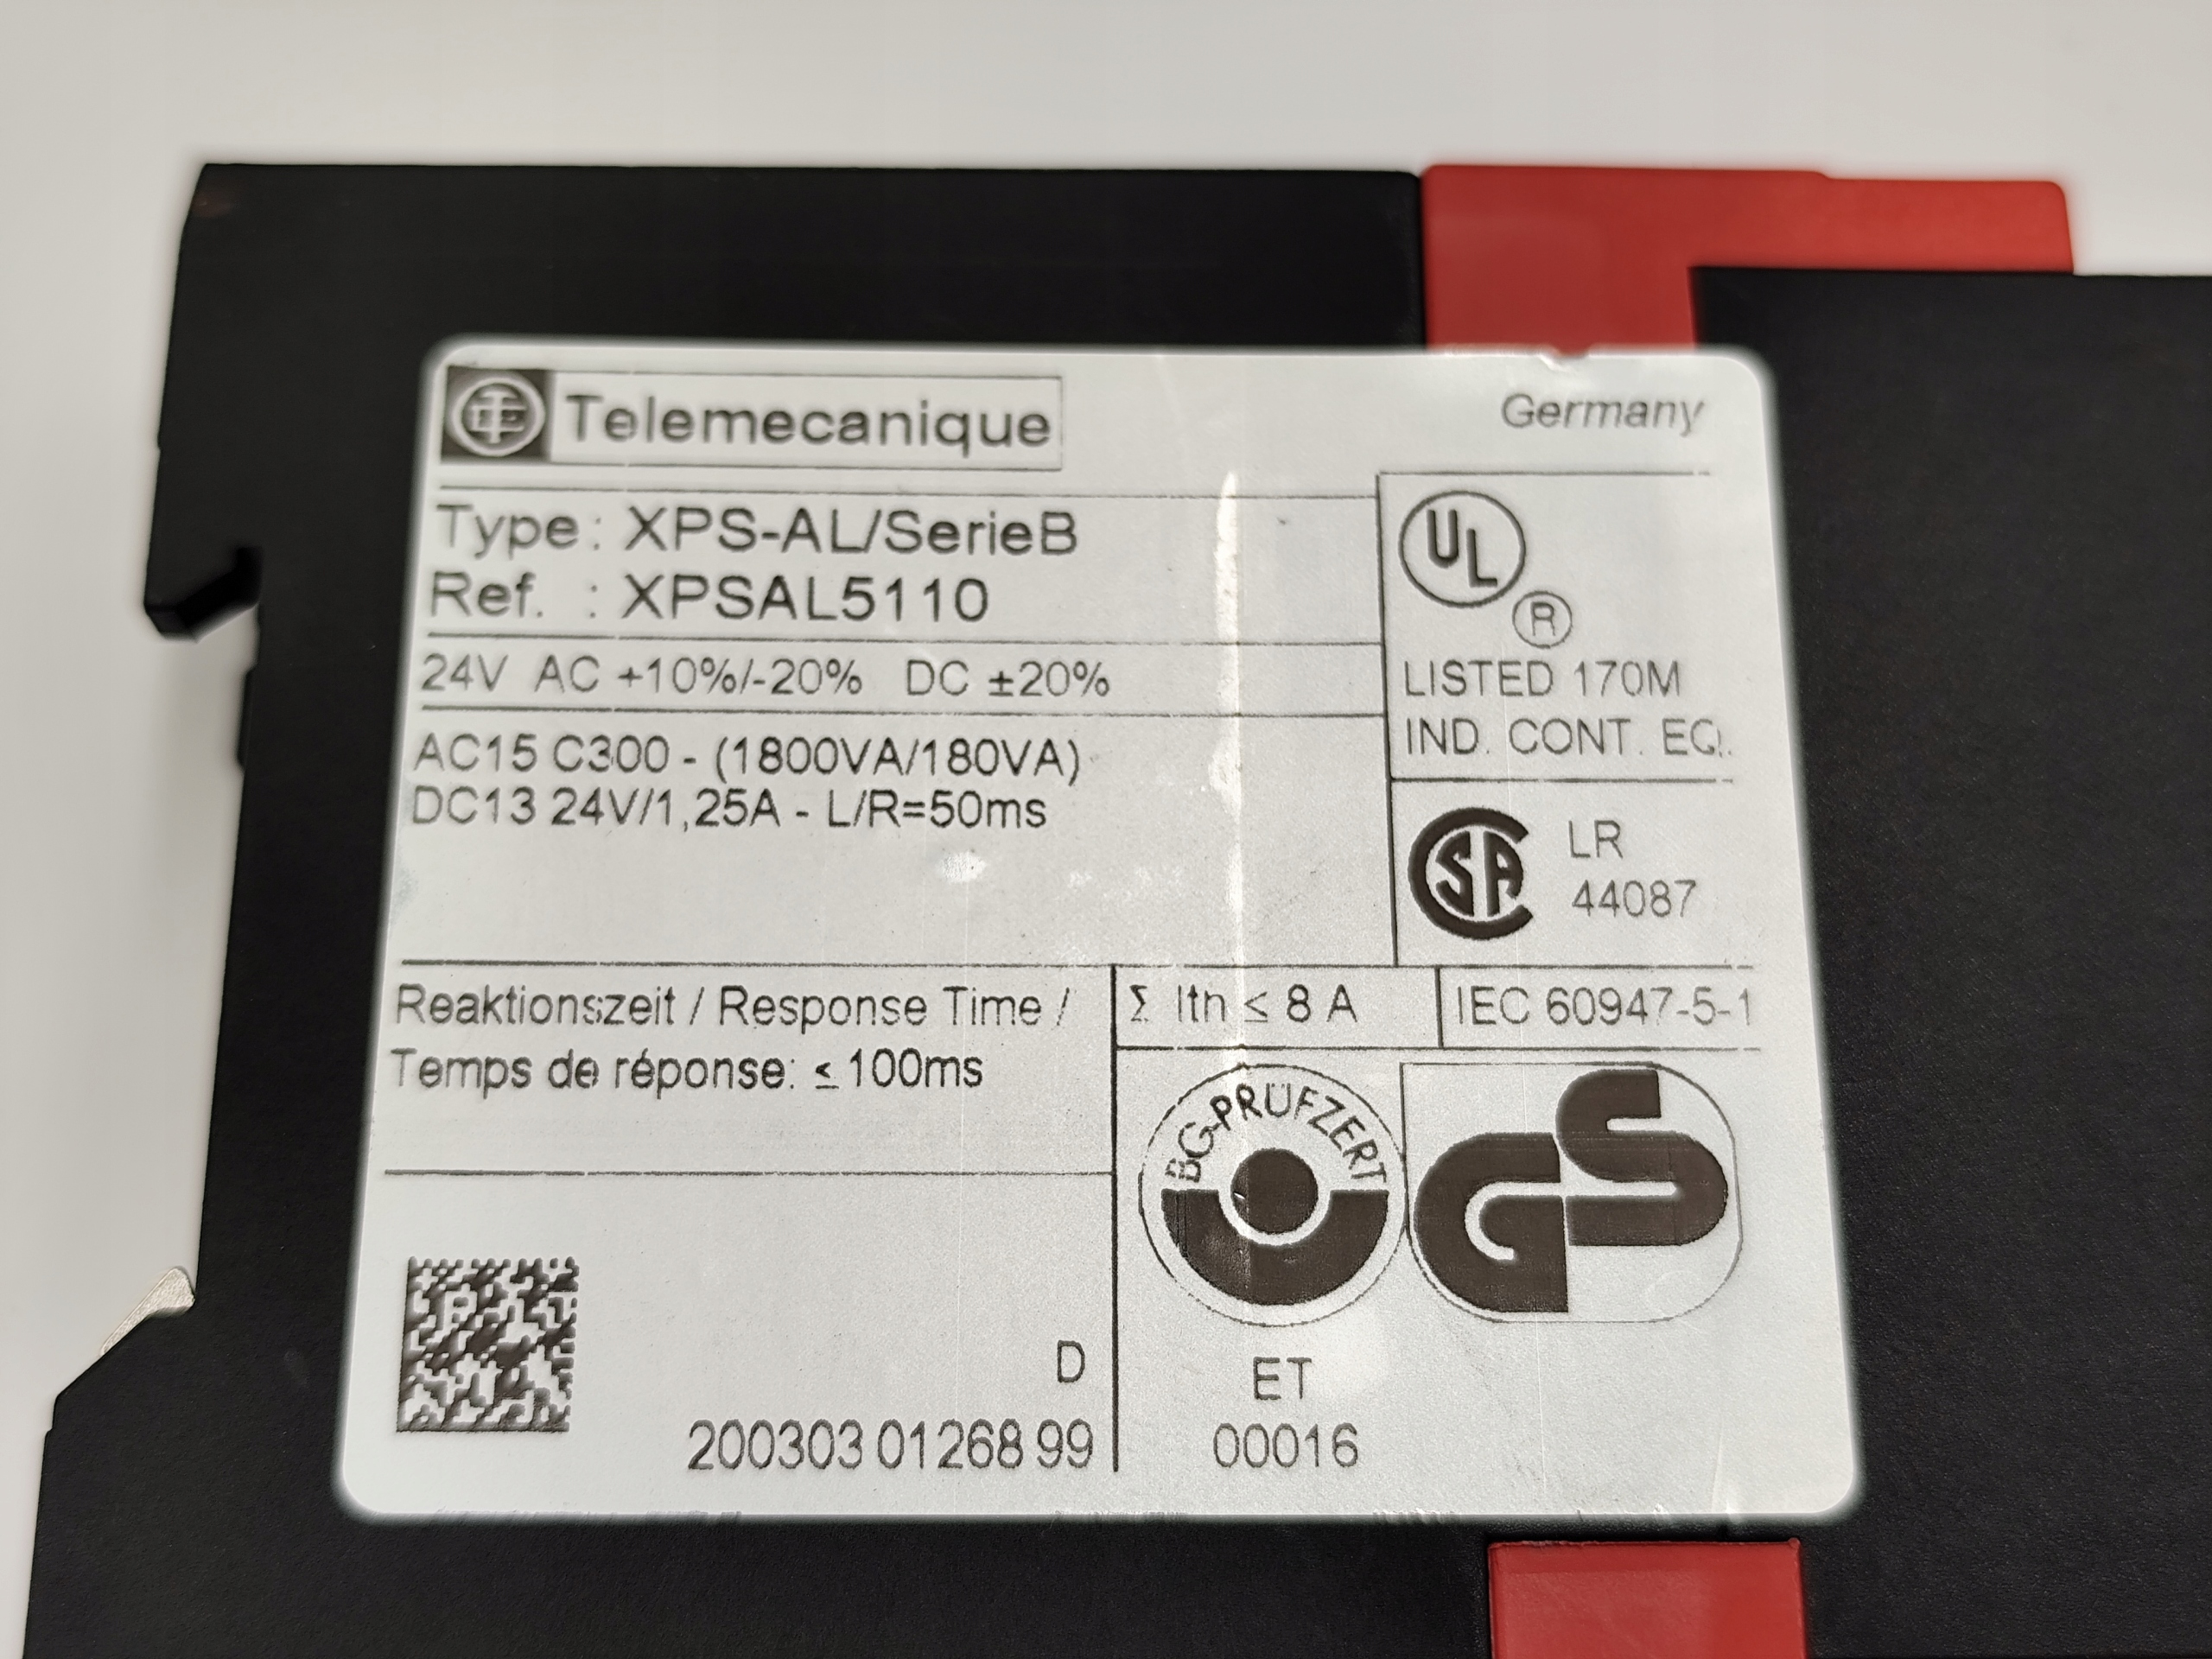 Telemecanique
Germany
Type: XPS-AL/SerieB
Ref. : XPSAL5110
24V AC +10%/-20% DC ±20%
AC15 C300 - (1800VA/180VA)
DC13 24V/1,25A - L/R=50ms
UL
R
LISTED 170M
IND. CONT. EQ.
CSA
LR
44087
Reaktionszeit / Response Time /
Temps de réponse: ≤ 100ms
Σ Ith ≤ 8 A
IEC 60947-5-1
BG-PRÜFZERT
GS
D
200303 01268 99
ET
00016